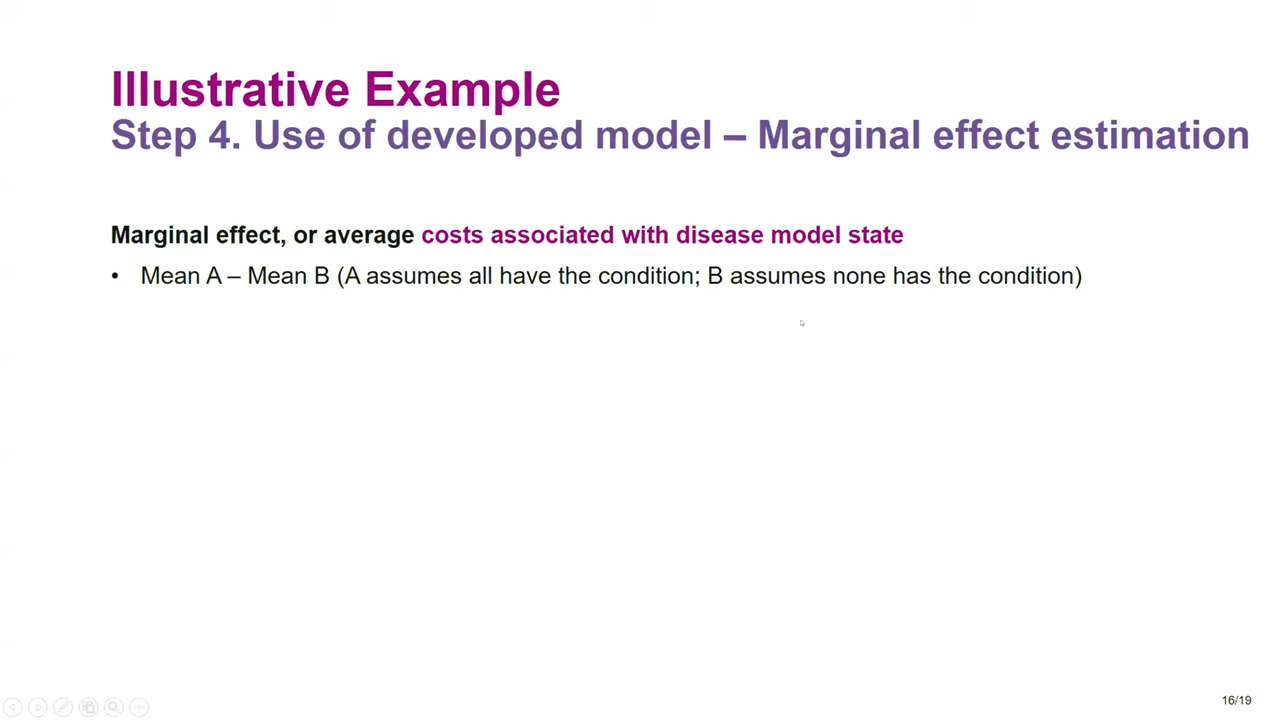 Illustrative Example
Step 4. Use of developed model – Marginal effect estimation
Marginal effect, or average costs associated with disease model state
• Mean A – Mean B (A assumes all have the condition; B assumes none has the condition)
16/19